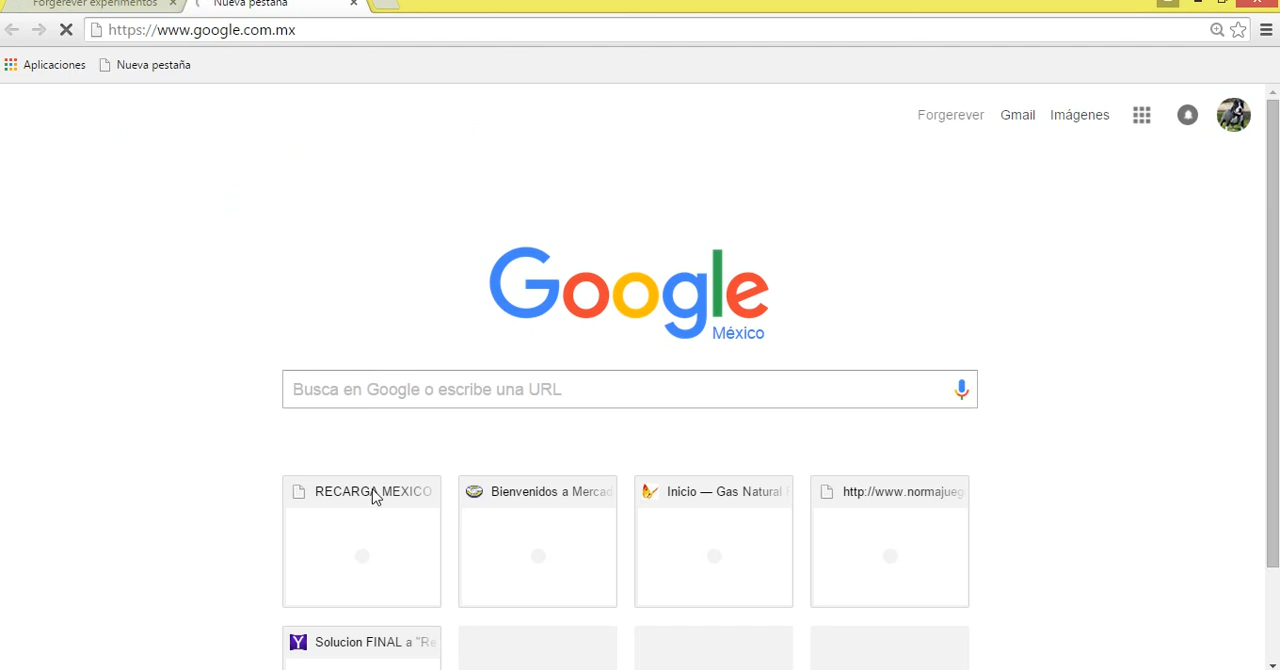 Forgerever experimentos
Nueva pestaña
https://www.google.com.mx
Aplicaciones
Nueva pestaña
Forgerever
Gmail
Imágenes
Google
México
Busca en Google o escribe una URL
RECARGA MEXICO
Bienvenidos a Mercad
Inicio — Gas Natural F
http://www.normajueg
Solucion FINAL a "Re